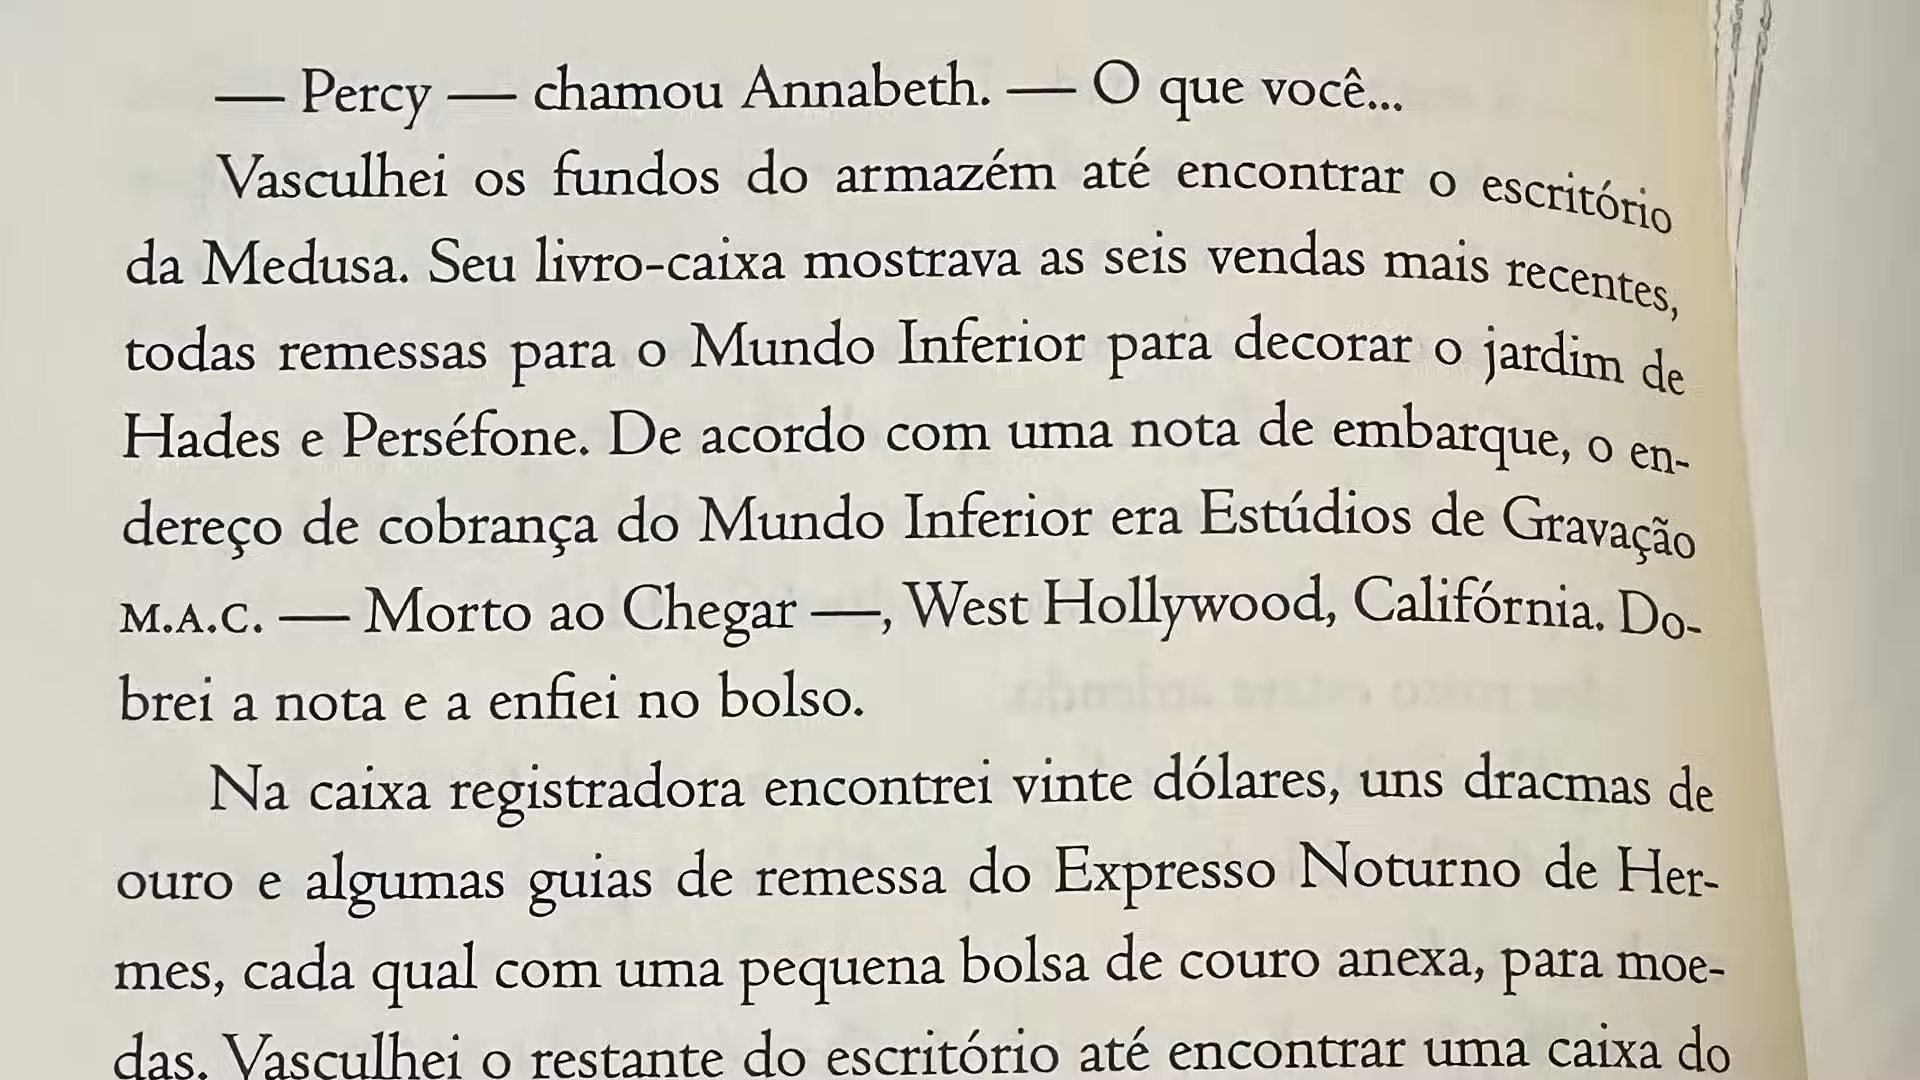 — Percy — chamou Annabeth. — O que você...
Vasculhei os fundos do armazém até encontrar o escritório
da Medusa. Seu livro-caixa mostrava as seis vendas mais recentes,
todas remessas para o Mundo Inferior para decorar o jardim de
Hades e Perséfone. De acordo com uma nota de embarque, o en-
dereço de cobrança do Mundo Inferior era Estúdios de Gravação
M.A.C. — Morto ao Chegar —, West Hollywood, Califórnia. Do-
brei a nota e a enfiei no bolso.
Na caixa registradora encontrei vinte dólares, uns dracmas de
ouro e algumas guias de remessa do Expresso Noturno de Her-
mes, cada qual com uma pequena bolsa de couro anexa, para moe-
das. Vasculhei o restante do escritório até encontrar uma caixa do